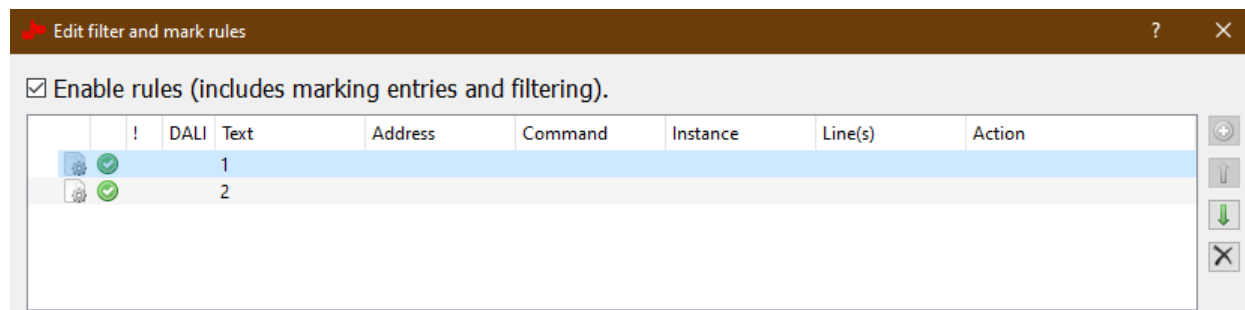 Edit filter and mark rules ?
Enable rules (includes marking entries and filtering).
! DALI Text Address Command Instance Line(s) Action
1
2